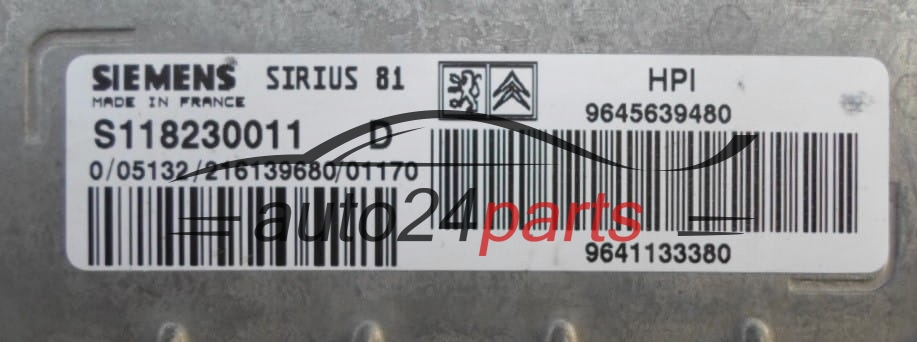 SIEMENS SIRIUS 81
MADE IN FRANCE
S118230011 D
0/05132/216139680/01170
HPI
9645639480
9641133380
auto24parts